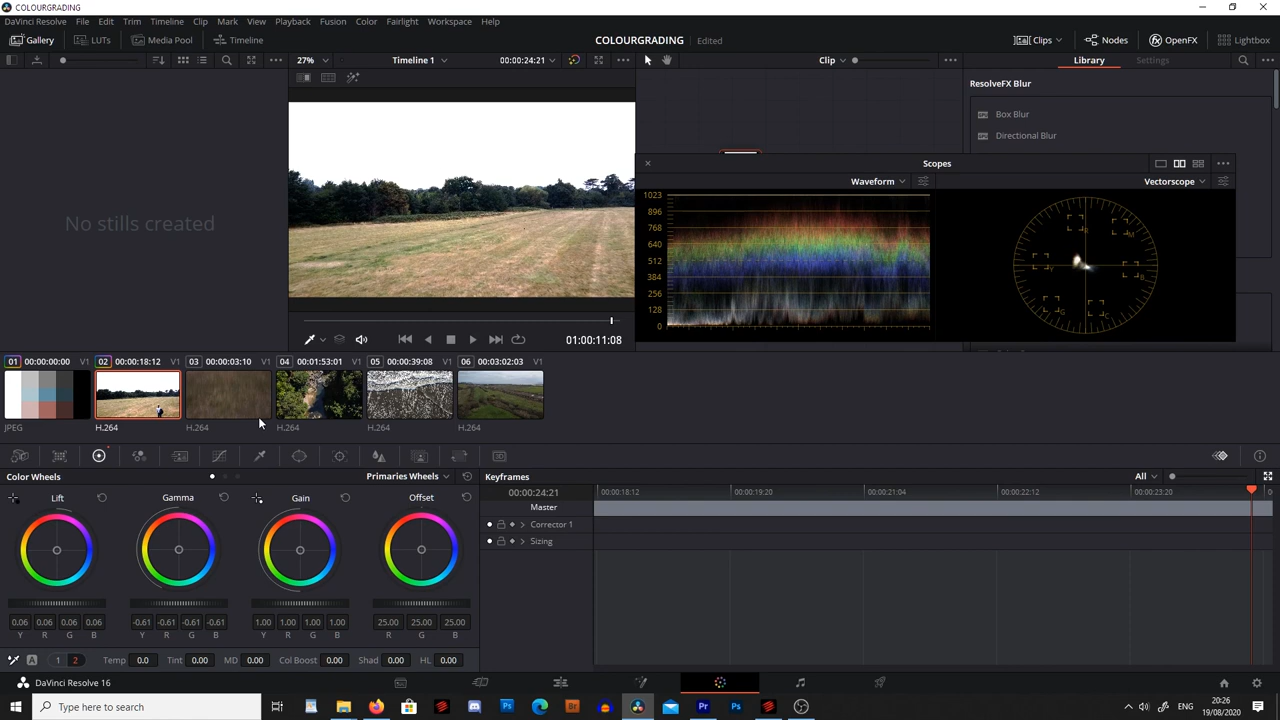 COLOURGRADING
DaVinci Resolve File Edit Trim Timeline Clip Mark View Playback Fusion Color Fairlight Workspace Help
Gallery LUTs Media Pool Timeline COLOURGRADING Edited Clips Nodes OpenFX Lightbox
27% Timeline 1 00:00:24:21 Clip Library Settings
ResolveFX Blur
Box Blur
Directional Blur
Scopes
Waveform Vectorscope
1023
896
768
640
512
384
256
128
0
R M B C G Y
No stills created
01:00:11:08
01 00:00:00:00 V1 02 00:00:18:12 V1 03 00:00:03:10 V1 04 00:01:53:01 V1 05 00:00:39:08 V1 06 00:03:02:03 V1
JPEG H.264 H.264 H.264 H.264 H.264
Color Wheels Primaries Wheels Keyframes All
Lift Gamma Gain Offset
00:00:24:21 00:00:18:12 00:00:19:20 00:00:21:04 00:00:22:12 00:00:23:20
Master
Corrector 1
Sizing
0.06 0.06 0.06 0.06 -0.61 -0.61 -0.61 -0.61 1.00 1.00 1.00 1.00 25.00 25.00 25.00
Y R G B Y R G B Y R G B R G B
A 1 2 Temp 0.0 Tint 0.00 MD 0.00 Col Boost 0.00 Shad 0.00 HL 0.00
DaVinci Resolve 16
Type here to search
Br Ps Pr Ps
ENG
20:26
19/08/2020